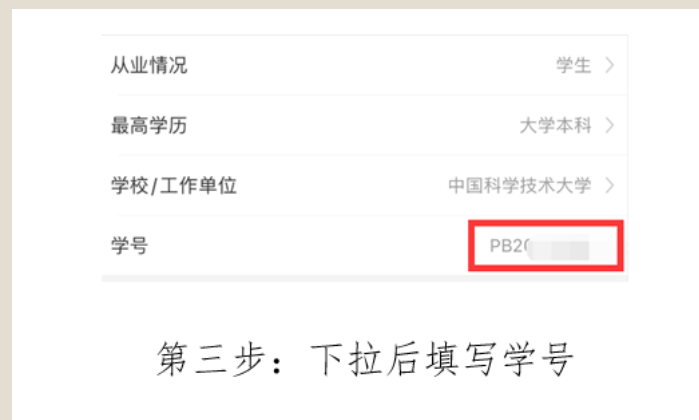 从业情况 学生
最高学历 大学本科
学校/工作单位 中国科学技术大学
学号 PB2
第三步：下拉后填写学号